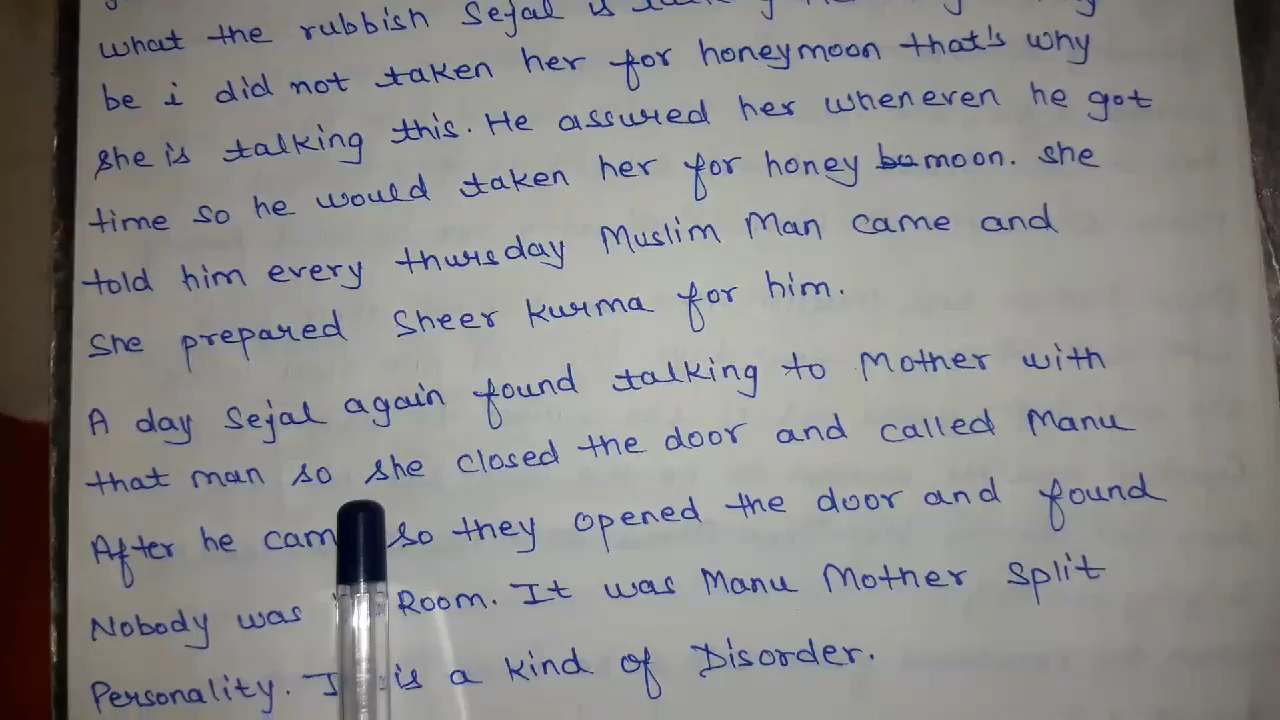 what the rubbish Sejal is
be i did not taken her for honeymoon that's why
she is talking this. He assured her wheneven he got
time so he would taken her for honey bamoon. she
told him every thursday Muslim Man came and
She prepared Sheer Kurma for him.
A day Sejal again found talking to Mother with
that man so she closed the door and called Manu
After he cam so they opened the door and found
Nobody was Room. It was Manu Mother Split
Personality. is a kind of Disorder.